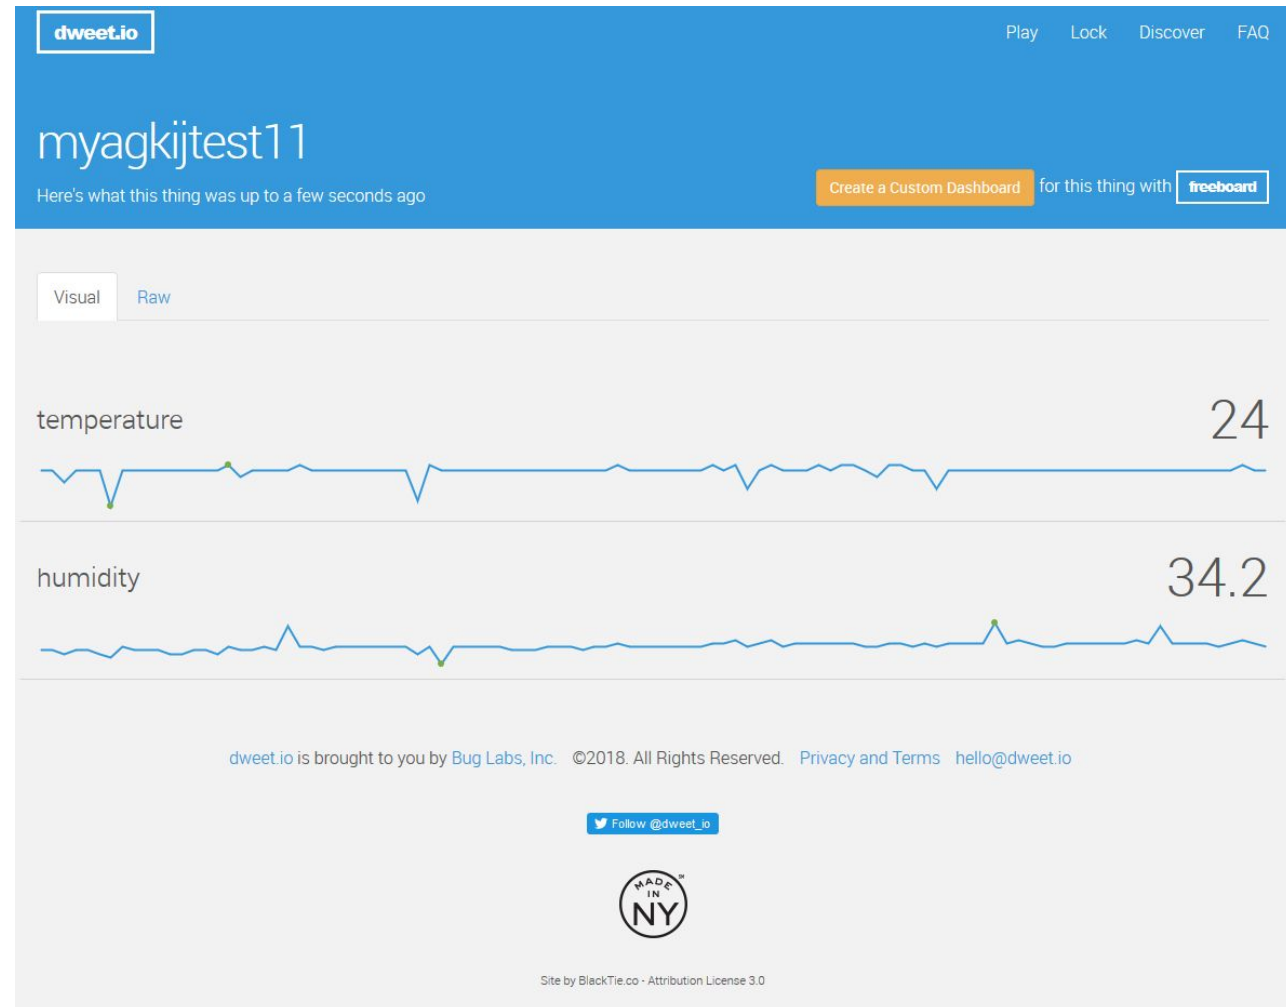 dweet.io
Play Lock Discover FAQ
myagkijtest11
Here's what this thing was up to a few seconds ago
Create a Custom Dashboard for this thing with freeboard
Visual Raw
temperature 24
humidity 34.2
dweet.io is brought to you by Bug Labs, Inc. ©2018. All Rights Reserved. Privacy and Terms hello@dweet.io
Follow @dweet_io
MADE
IN
NY
SM
Site by BlackTie.co - Attribution License 3.0